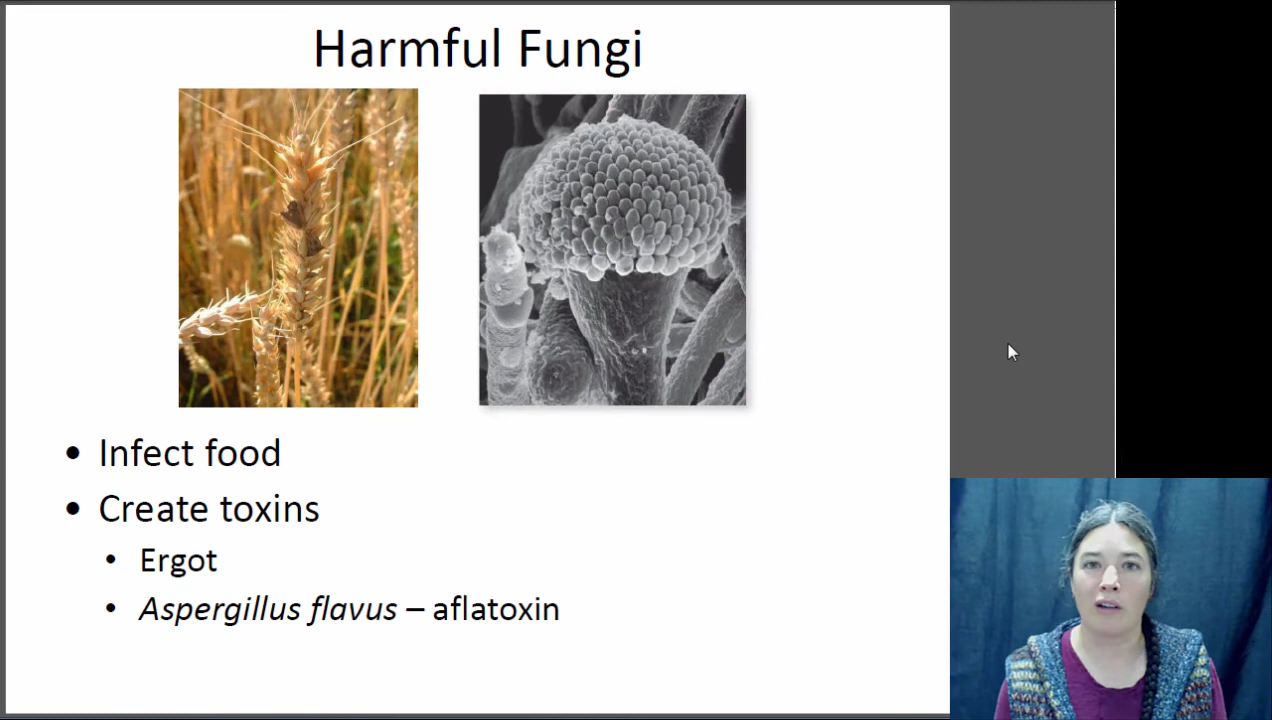 Harmful Fungi
• Infect food
• Create toxins
• Ergot
• Aspergillus flavus – aflatoxin